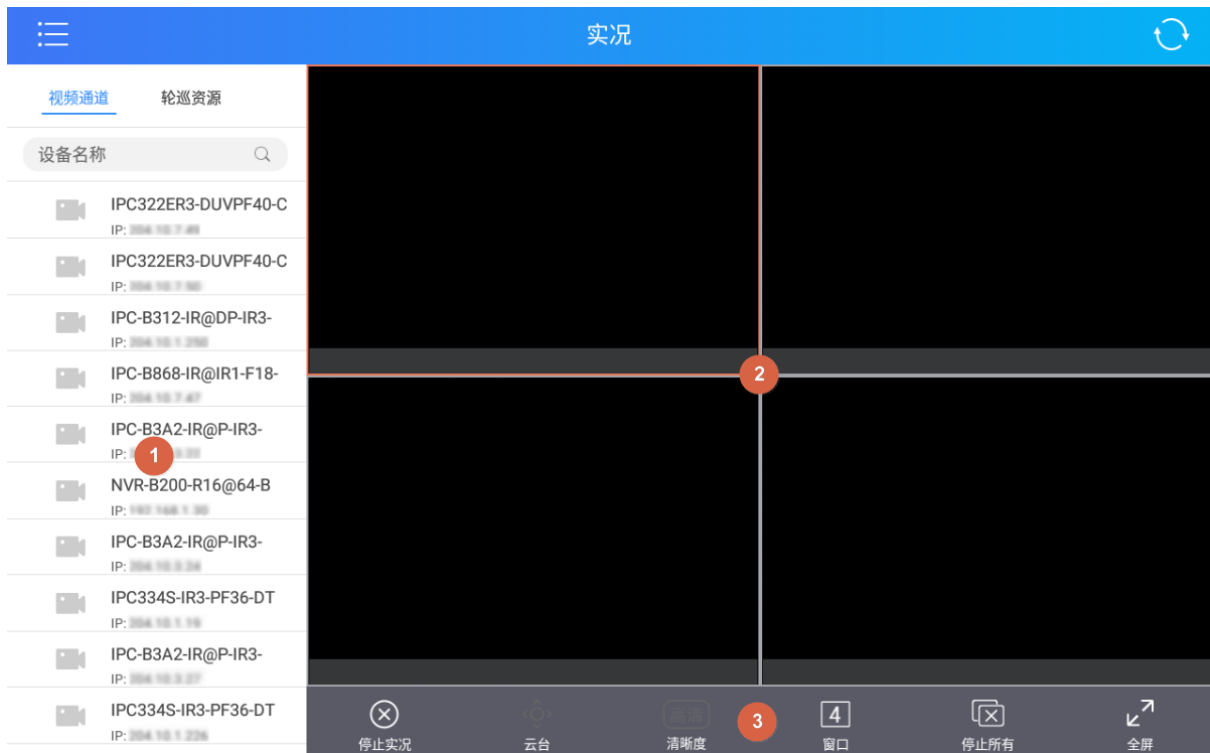 实况
视频通道 轮巡资源
设备名称
IPC322ER3-DUVPF40-C
IP:
IPC322ER3-DUVPF40-C
IP:
IPC-B312-IR@DP-IR3-
IP:
IPC-B868-IR@IR1-F18-
IP:
IPC-B3A2-IR@P-IR3-
IP:
1
NVR-B200-R16@64-B
IP:
IPC-B3A2-IR@P-IR3-
IP:
IPC334S-IR3-PF36-DT
IP:
IPC-B3A2-IR@P-IR3-
IP:
IPC334S-IR3-PF36-DT
IP:
2
高清 3 4
停止实况 云台 清晰度 窗口 停止所有 全屏